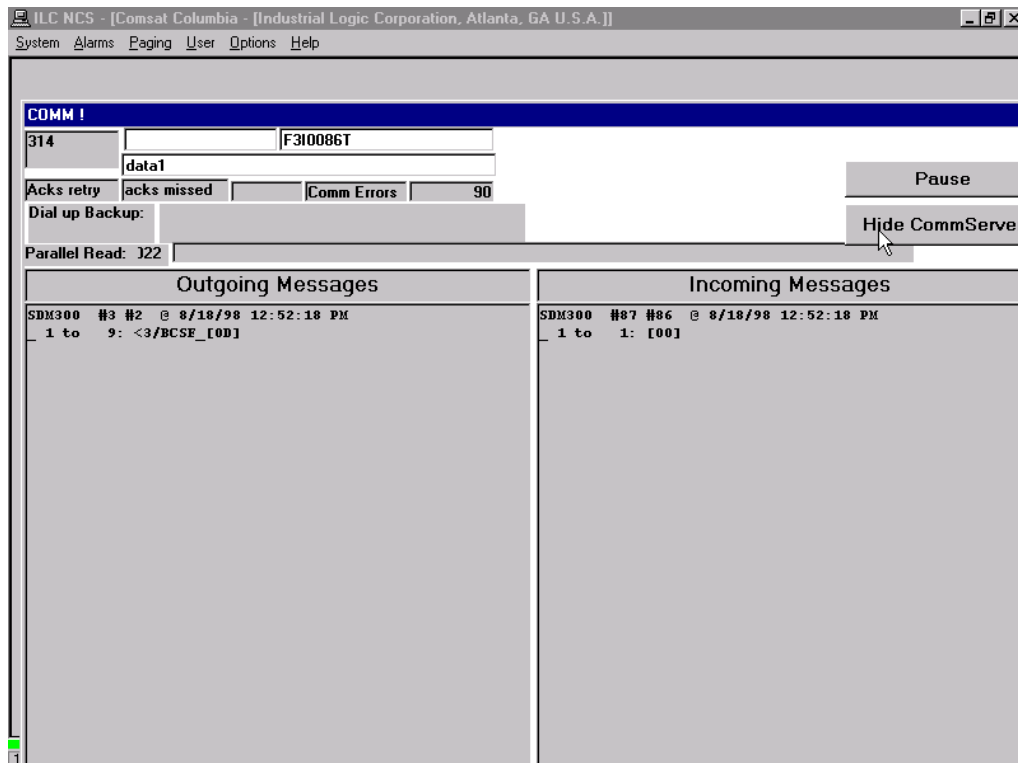 ILC NCS - [Comsat Columbia - [Industrial Logic Corporation, Atlanta, GA U.S.A.]]
System Alarms Paging User Options Help
COMM !
314 F3I0086T
data1
Pause
Acks retry acks missed Comm Errors 90
Dial up Backup:
Hide CommServe
Parallel Read: 022
Outgoing Messages Incoming Messages
SDM300 #3 #2 @ 8/18/98 12:52:18 PM SDM300 #87 #86 @ 8/18/98 12:52:18 PM
_ 1 to 9: <3/BCSE_[0D] _ 1 to 1: [00]
1